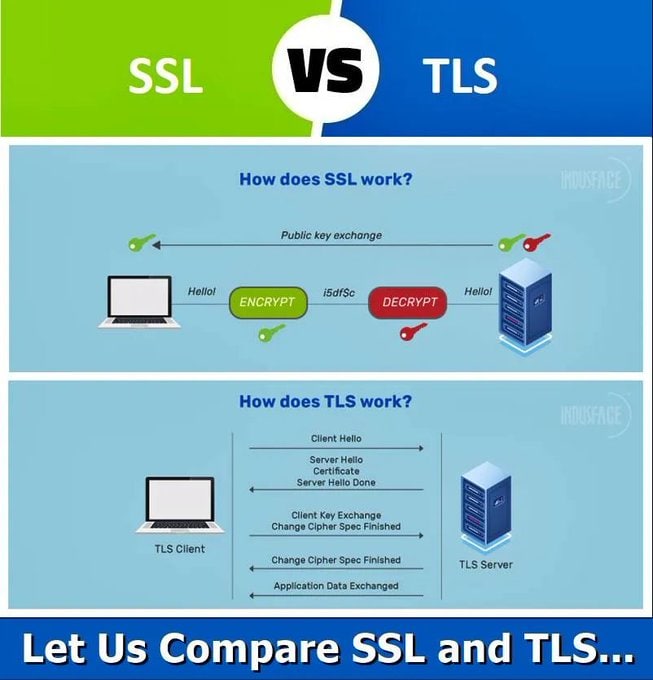 SSL
VS
TLS
How does SSL work?
INDUSFACE
Public key exchange
Hello!
ENCRYPT
i5df$c
DECRYPT
Hello!
How does TLS work?
INDUSFACE
Client Hello
Server Hello
Certificate
Server Hello Done
Client Key Exchange
Change Cipher Spec Finished
TLS Client
Change Cipher Spec Finished
TLS Server
Application Data Exchanged
Let Us Compare SSL and TLS...